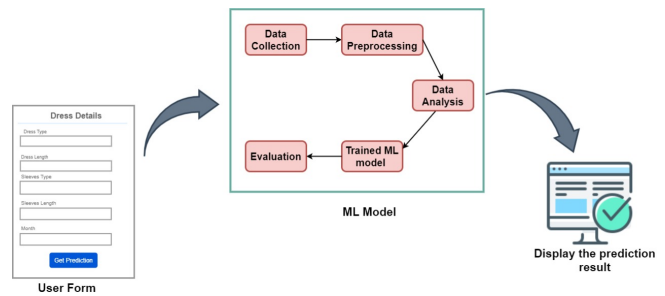 Dress Details
Dress Type
Dress Length
Sleeves Type
Sleeves Length
Month
Get Prediction
User Form
Data
Collection
Data
Preprocessing
Data
Analysis
Trained ML
model
Evaluation
ML Model
Display the prediction
result